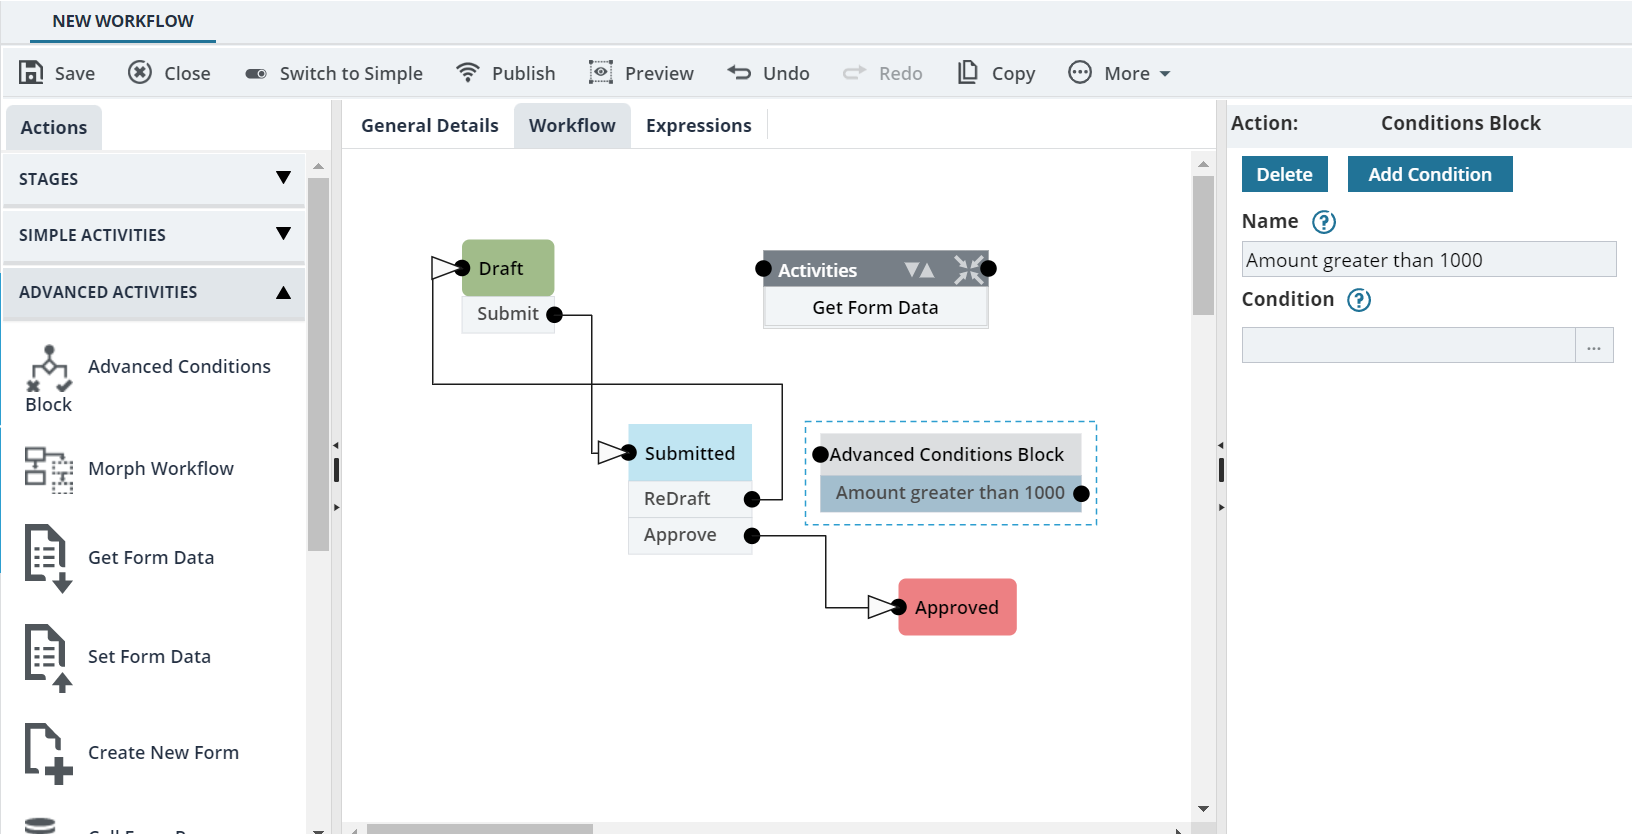 NEW WORKFLOW
Save Close Switch to Simple Publish Preview Undo Redo Copy More
Actions
STAGES
SIMPLE ACTIVITIES
ADVANCED ACTIVITIES
Advanced Conditions
Block
Morph Workflow
Get Form Data
Set Form Data
Create New Form
General Details Workflow Expressions
Draft
Submit
Activities
Get Form Data
Submitted
ReDraft
Approve
Advanced Conditions Block
Amount greater than 1000
Approved
Action: Conditions Block
Delete Add Condition
Name ?
Amount greater than 1000
Condition ?
...